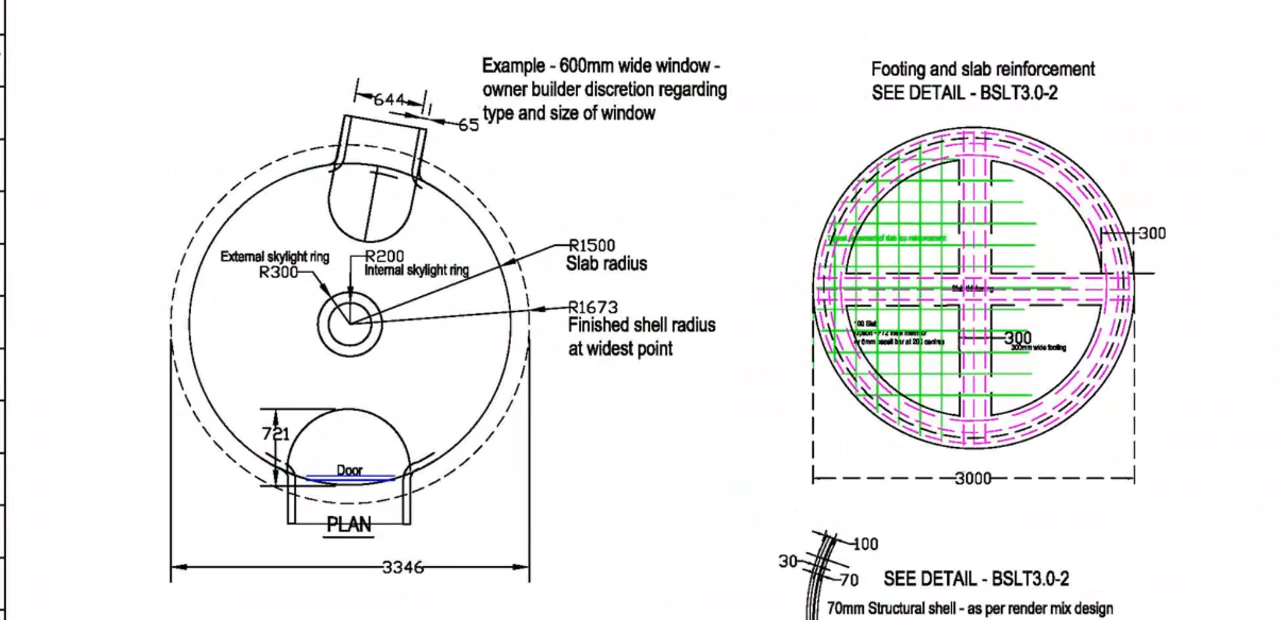 Example - 600mm wide window -
owner builder discretion regarding
type and size of window
644
65
External skylight ring
R300
R200
Internal skylight ring
R1500
Slab radius
R1673
Finished shell radius
at widest point
721
Door
PLAN
3346
Footing and slab reinforcement
SEE DETAIL - BSLT3.0-2
300
300
300mm wide footing
3000
100
30
70
SEE DETAIL - BSLT3.0-2
70mm Structural shell - as per render mix design